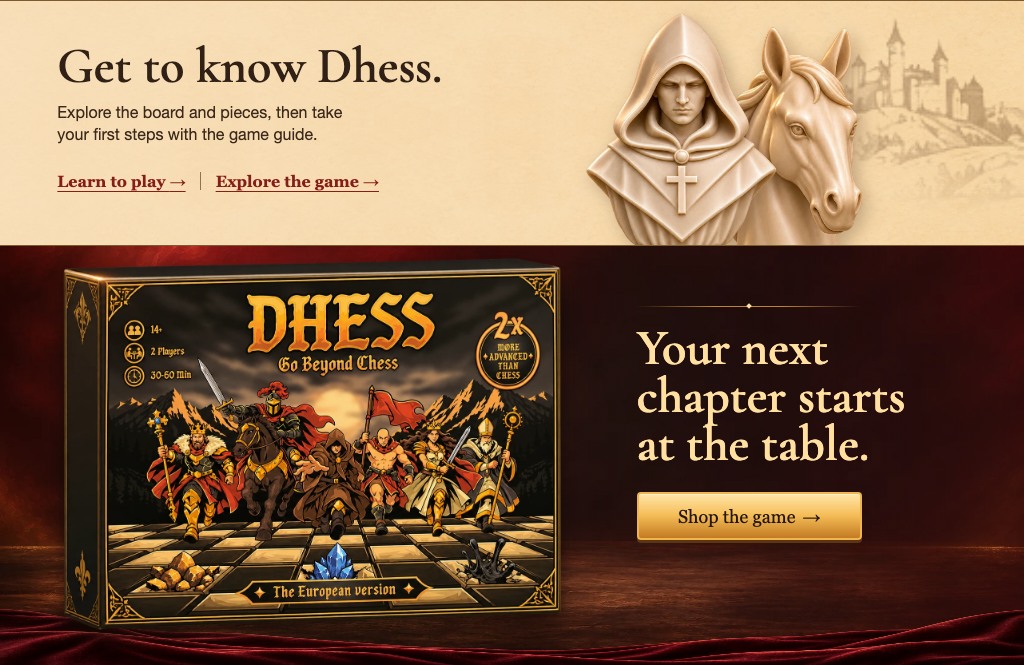 Get to know Dhess.
Explore the board and pieces, then take
your first steps with the game guide.
Learn to play → | Explore the game →
DHESS
Go Beyond Chess
14+
2 Players
30-60 Min
2x
MORE
ADVANCED
THAN
CHESS
The European version
Your next
chapter starts
at the table.
Shop the game →